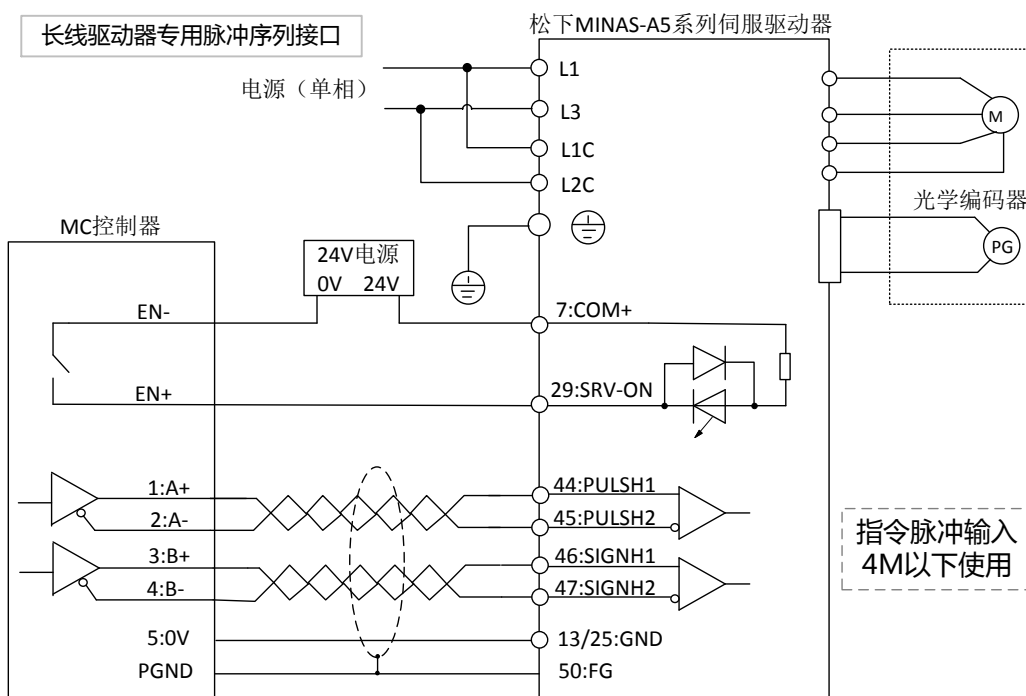 长线驱动器专用脉冲序列接口
松下MINAS-A5系列伺服驱动器
电源（单相）
L1
L3
L1C
L2C
M
光学编码器
PG
MC控制器
24V电源
0V 24V
EN-
7:COM+
EN+
29:SRV-ON
1:A+
44:PULSH1
2:A-
45:PULSH2
3:B+
46:SIGNH1
4:B-
47:SIGNH2
5:0V
13/25:GND
PGND
50:FG
指令脉冲输入
4M以下使用